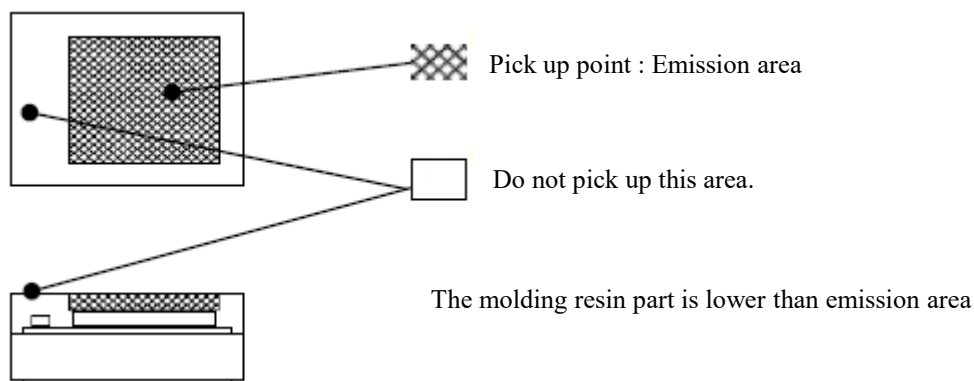 Pick up point : Emission area
Do not pick up this area.
The molding resin part is lower than emission area